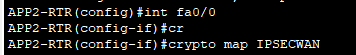 APP2-RTR(config)#int fa0/0
APP2-RTR(config-if)#cr
APP2-RTR(config-if)#crypto map IPSECWAN